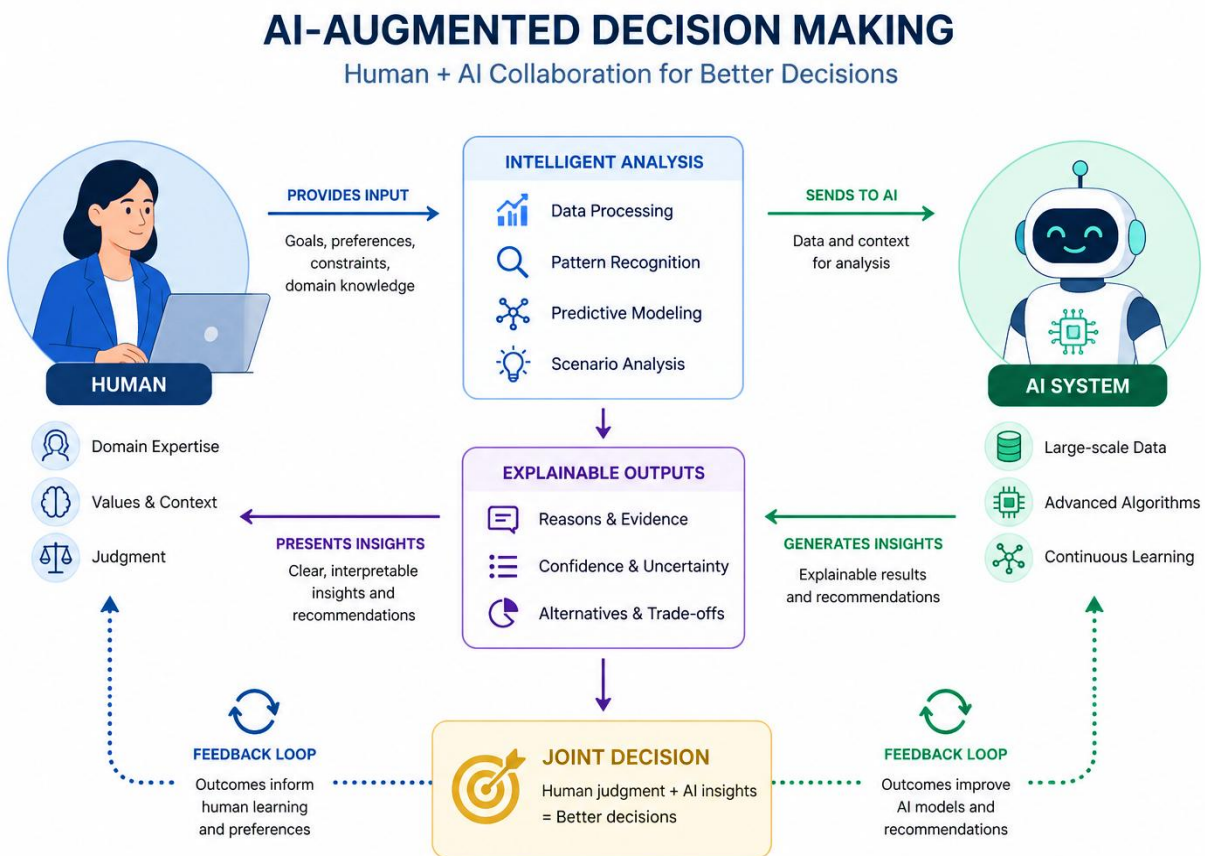 AI-AUGMENTED DECISION MAKING
Human + AI Collaboration for Better Decisions
PROVIDES INPUT
Goals, preferences,
constraints,
domain knowledge
INTELLIGENT ANALYSIS
Data Processing
Pattern Recognition
Predictive Modeling
Scenario Analysis
SENDS TO AI
Data and context
for analysis
HUMAN
Domain Expertise
Values & Context
Judgment
AI SYSTEM
Large-scale Data
Advanced Algorithms
Continuous Learning
EXPLAINABLE OUTPUTS
Reasons & Evidence
Confidence & Uncertainty
Alternatives & Trade-offs
PRESENTS INSIGHTS
Clear, interpretable
insights and
recommendations
GENERATES INSIGHTS
Explainable results
and recommendations
FEEDBACK LOOP
Outcomes inform
human learning
and preferences
JOINT DECISION
Human judgment + AI insights
= Better decisions
FEEDBACK LOOP
Outcomes improve
AI models and
recommendations